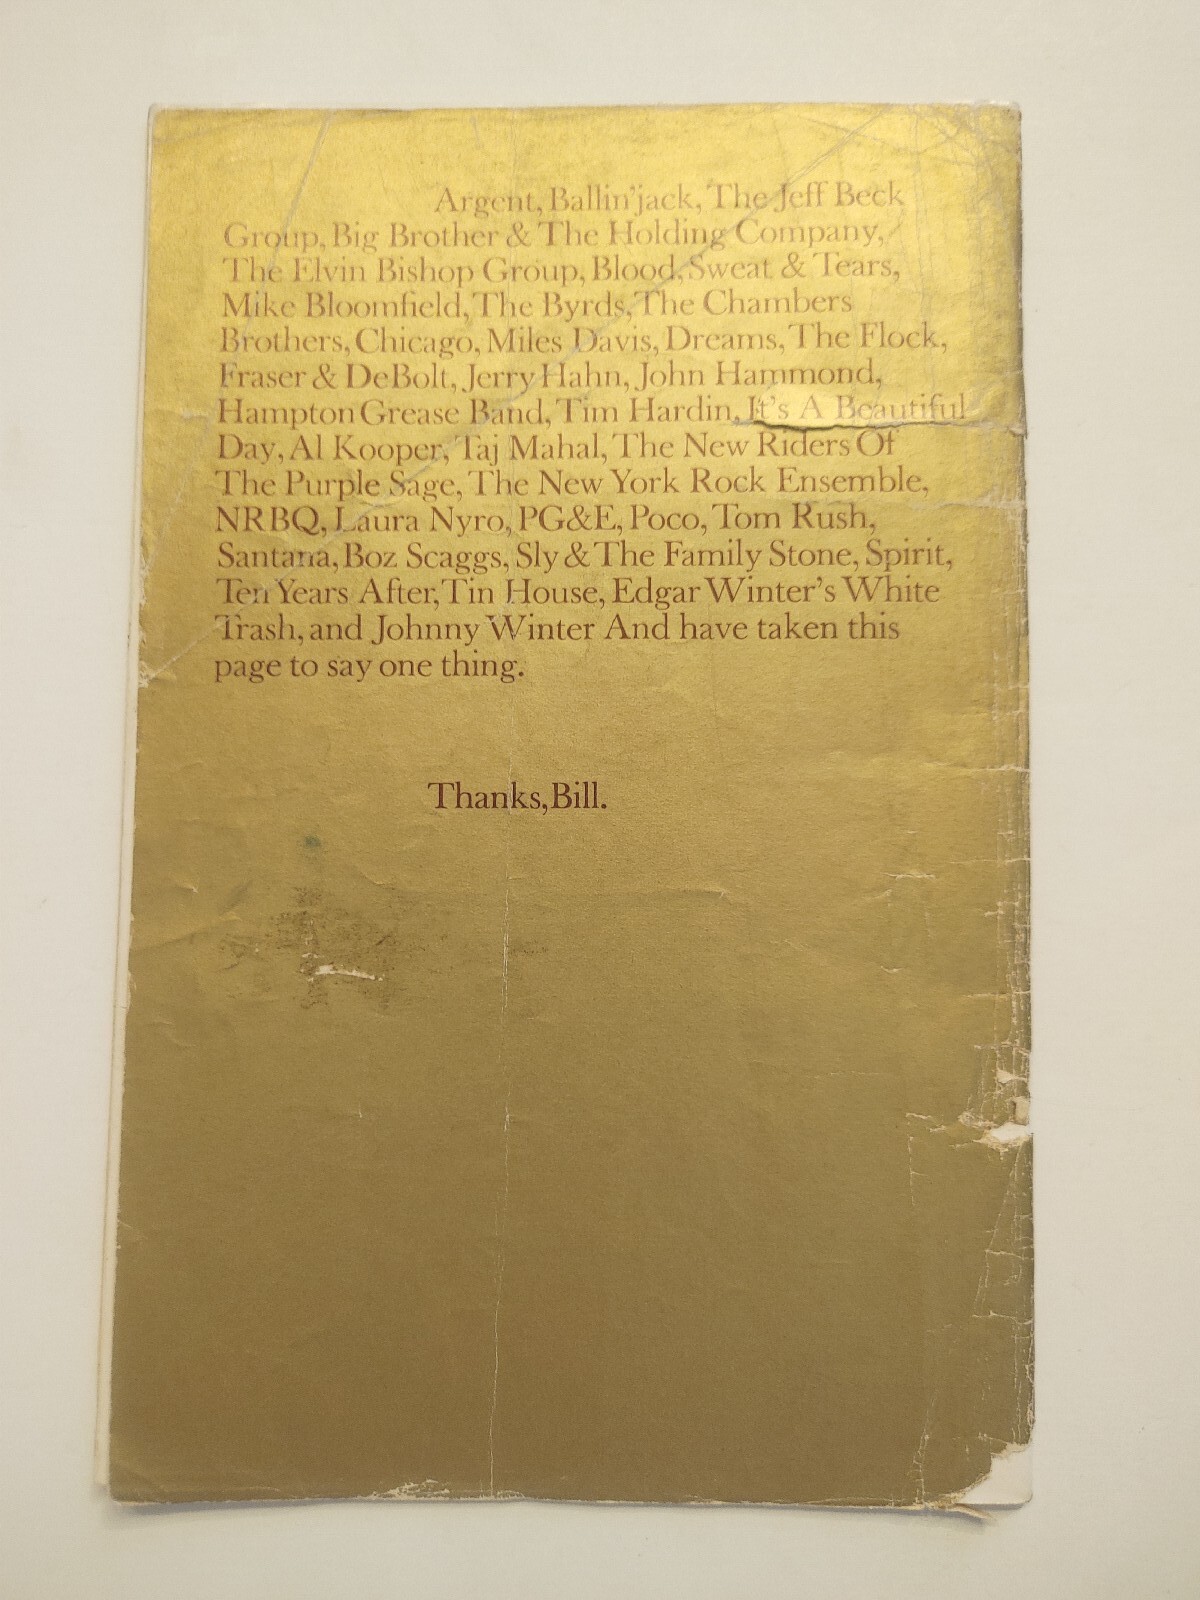 Argent, Ballin'jack, The Jeff Beck
Group, Big Brother & The Holding Company,
The Elvin Bishop Group, Blood, Sweat & Tears,
Mike Bloomfield, The Byrds, The Chambers
Brothers, Chicago, Miles Davis, Dreams, The Flock,
Fraser & DeBolt, Jerry Hahn, John Hammond,
Hampton Grease Band, Tim Hardin, It's A Beautiful
Day, Al Kooper, Taj Mahal, The New Riders Of
The Purple Sage, The New York Rock Ensemble,
NRBQ, Laura Nyro, PG&E, Poco, Tom Rush,
Santana, Boz Scaggs, Sly & The Family Stone, Spirit,
Ten Years After, Tin House, Edgar Winter's White
Trash, and Johnny Winter And have taken this
page to say one thing.
Thanks, Bill.